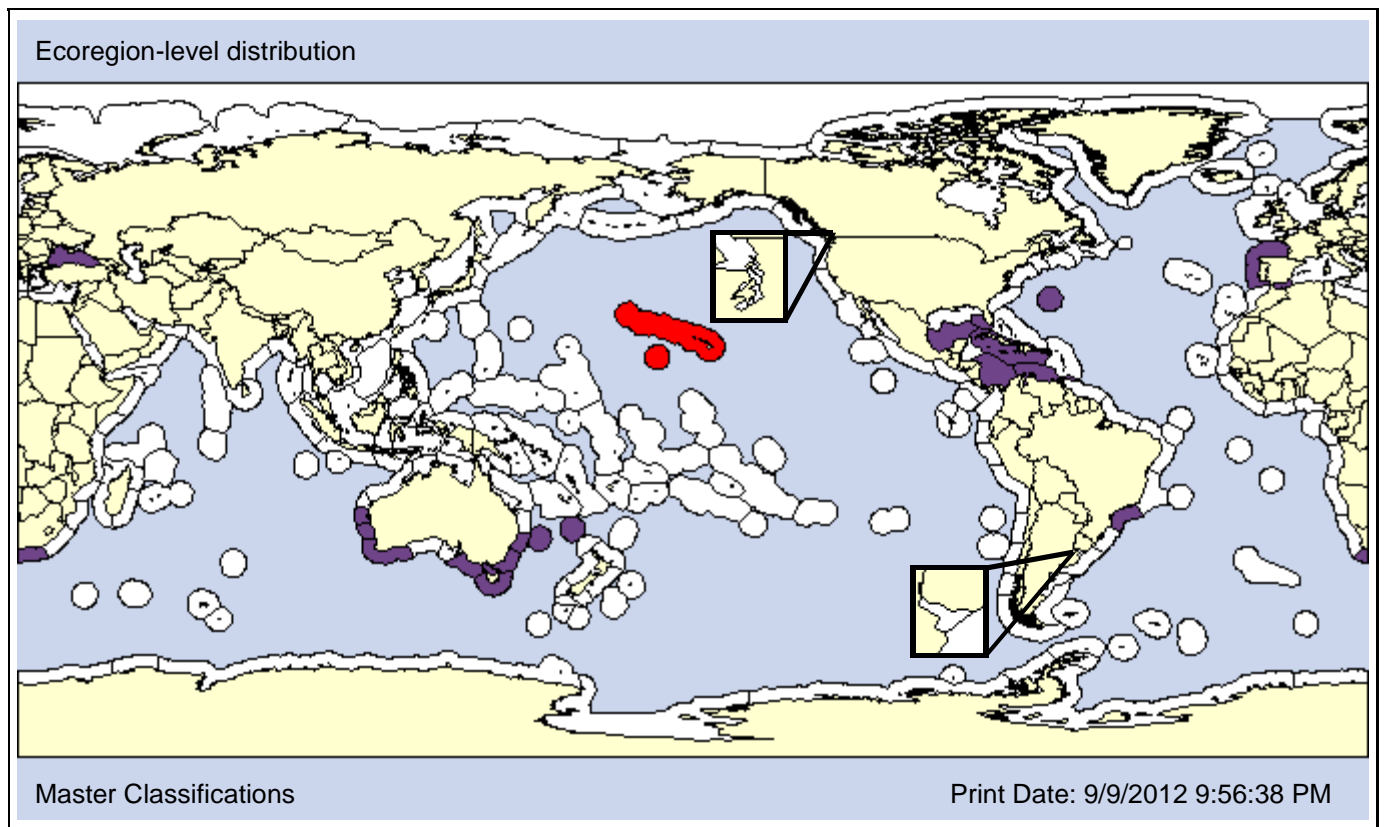 Ecoregion-level distribution
Master Classifications
Print Date: 9/9/2012 9:56:38 PM